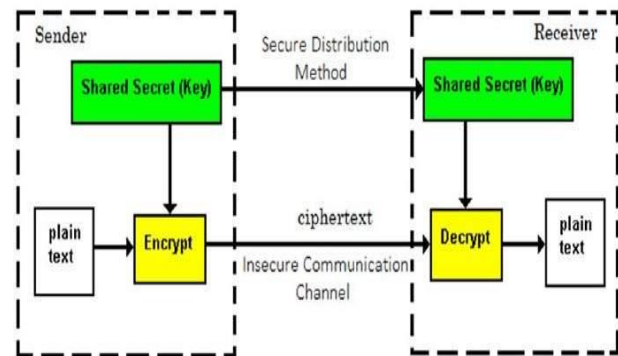 Sender
Receiver
Secure Distribution
Method
Shared Secret (Key)
Shared Secret (Key)
plain
text
Encrypt
ciphertext
Insecure Communication
Channel
Decrypt
plain
text